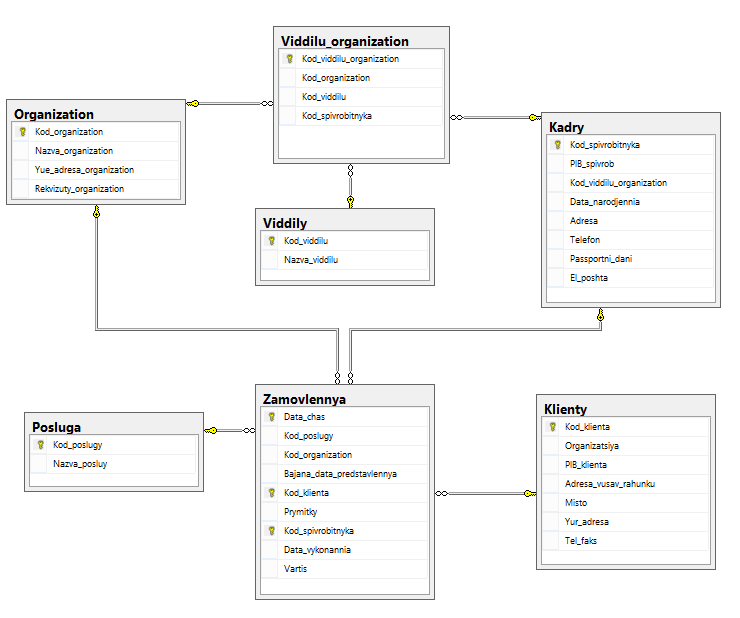 Viddilu_organization
Kod_viddilu_organization
Kod_organization
Kod_viddilu
Kod_spivrobitnyka
Organization
Kod_organization
Nazva_organization
Yue_adresa_organization
Rekvizuty_organization
Kadry
Kod_spivrobitnyka
PIB_spivrob
Kod_viddilu_organization
Data_narodjennia
Adresa
Telefon
Passportni_dani
El_poshta
Viddily
Kod_viddilu
Nazva_viddilu
Zamovlennya
Data_chas
Kod_poslugy
Kod_organization
Bajana_data_predstavlennya
Kod_klienta
Prymitky
Kod_spivrobitnyka
Data_vykonannia
Vartis
Posluga
Kod_poslugy
Nazva_posluy
Klienty
Kod_klienta
Organizatsiya
PIB_klienta
Adresa_vusav_rahunku
Misto
Yur_adresa
Tel_faks